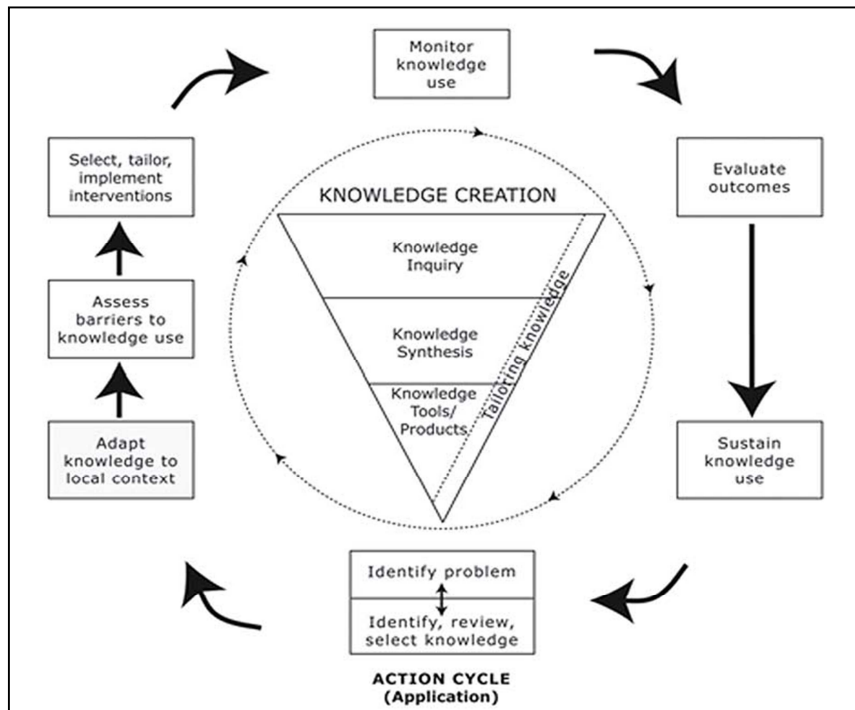 Monitor
knowledge
use
Select, tailor,
implement
interventions
Evaluate
outcomes
KNOWLEDGE CREATION
Knowledge
Inquiry
Assess
barriers to
knowledge use
Knowledge
Synthesis
Tailoring knowledge
Knowledge
Tools/
Products
Adapt
knowledge to
local context
Sustain
knowledge
use
Identify problem
Identify, review,
select knowledge
ACTION CYCLE
(Application)